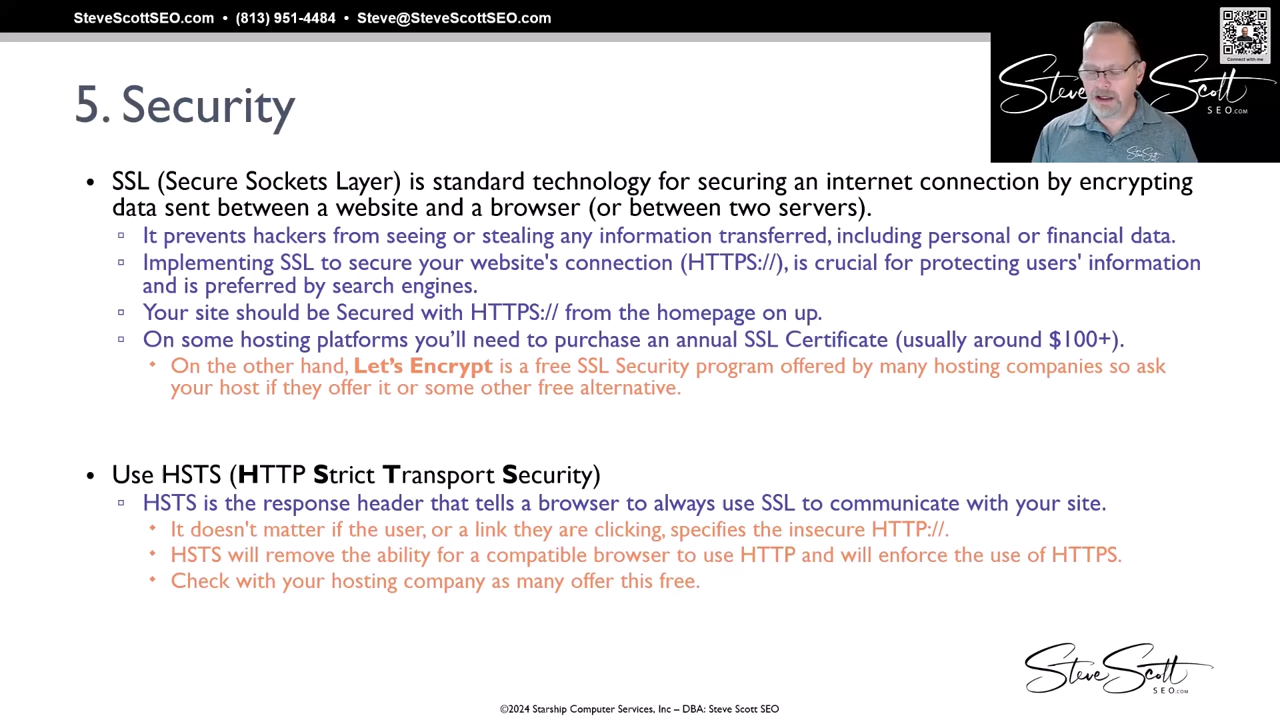 SteveScottSEO.com • (813) 951-4484 • Steve@SteveScottSEO.com
Connect with me
Steve Scott
SEO.COM
Steve Scott
5. Security
• SSL (Secure Sockets Layer) is standard technology for securing an internet connection by encrypting
data sent between a website and a browser (or between two servers).
▫ It prevents hackers from seeing or stealing any information transferred, including personal or financial data.
▫ Implementing SSL to secure your website's connection (HTTPS://), is crucial for protecting users' information
and is preferred by search engines.
▫ Your site should be Secured with HTTPS:// from the homepage on up.
▫ On some hosting platforms you’ll need to purchase an annual SSL Certificate (usually around $100+).
• On the other hand, Let’s Encrypt is a free SSL Security program offered by many hosting companies so ask
your host if they offer it or some other free alternative.
• Use HSTS (HTTP Strict Transport Security)
▫ HSTS is the response header that tells a browser to always use SSL to communicate with your site.
• It doesn't matter if the user, or a link they are clicking, specifies the insecure HTTP://.
• HSTS will remove the ability for a compatible browser to use HTTP and will enforce the use of HTTPS.
• Check with your hosting company as many offer this free.
Steve Scott
SEO.COM
©2024 Starship Computer Services, Inc – DBA: Steve Scott SEO